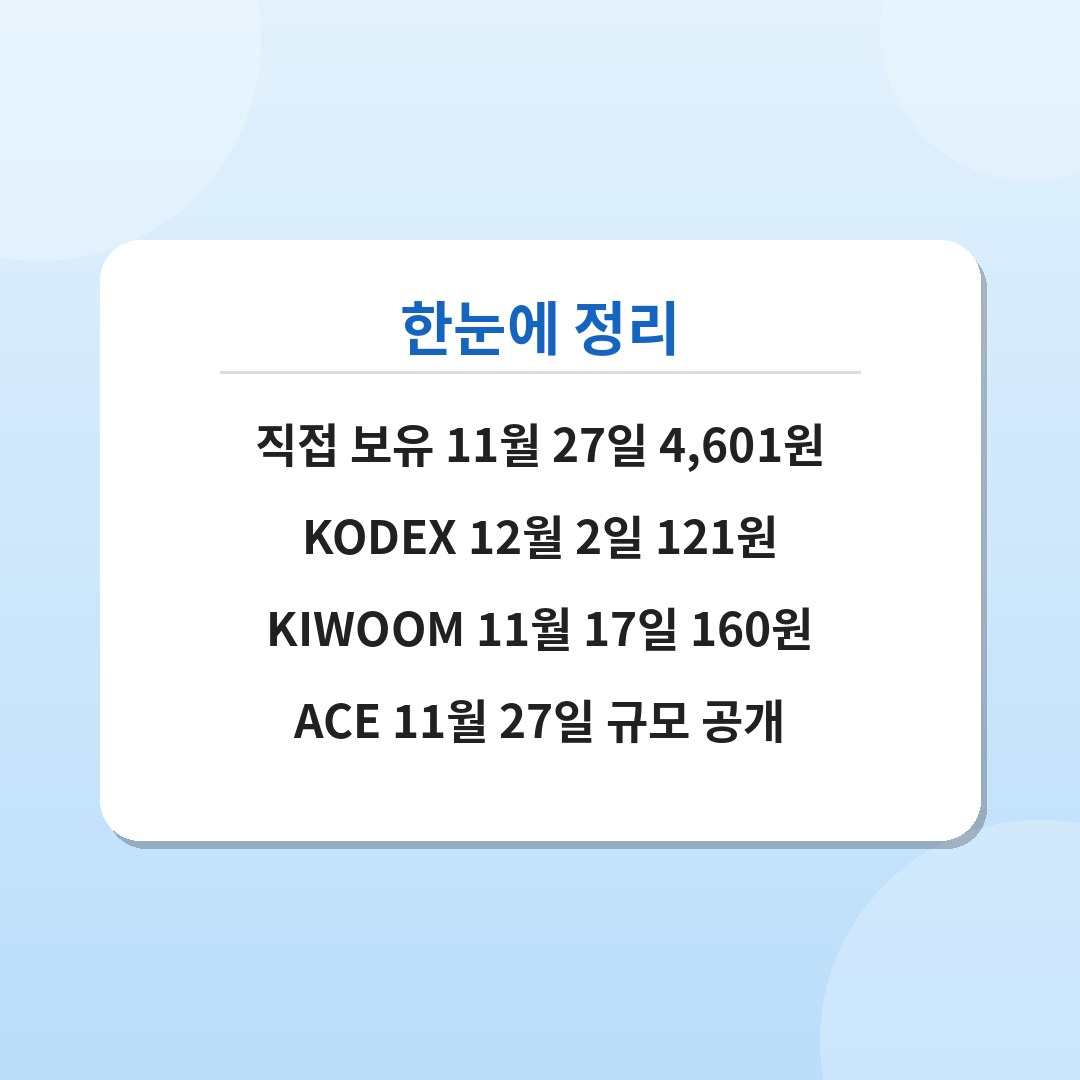 한눈에 정리
직접 보유 11월 27일 4,601원
KODEX 12월 2일 121원
KIWOOM 11월 17일 160원
ACE 11월 27일 규모 공개